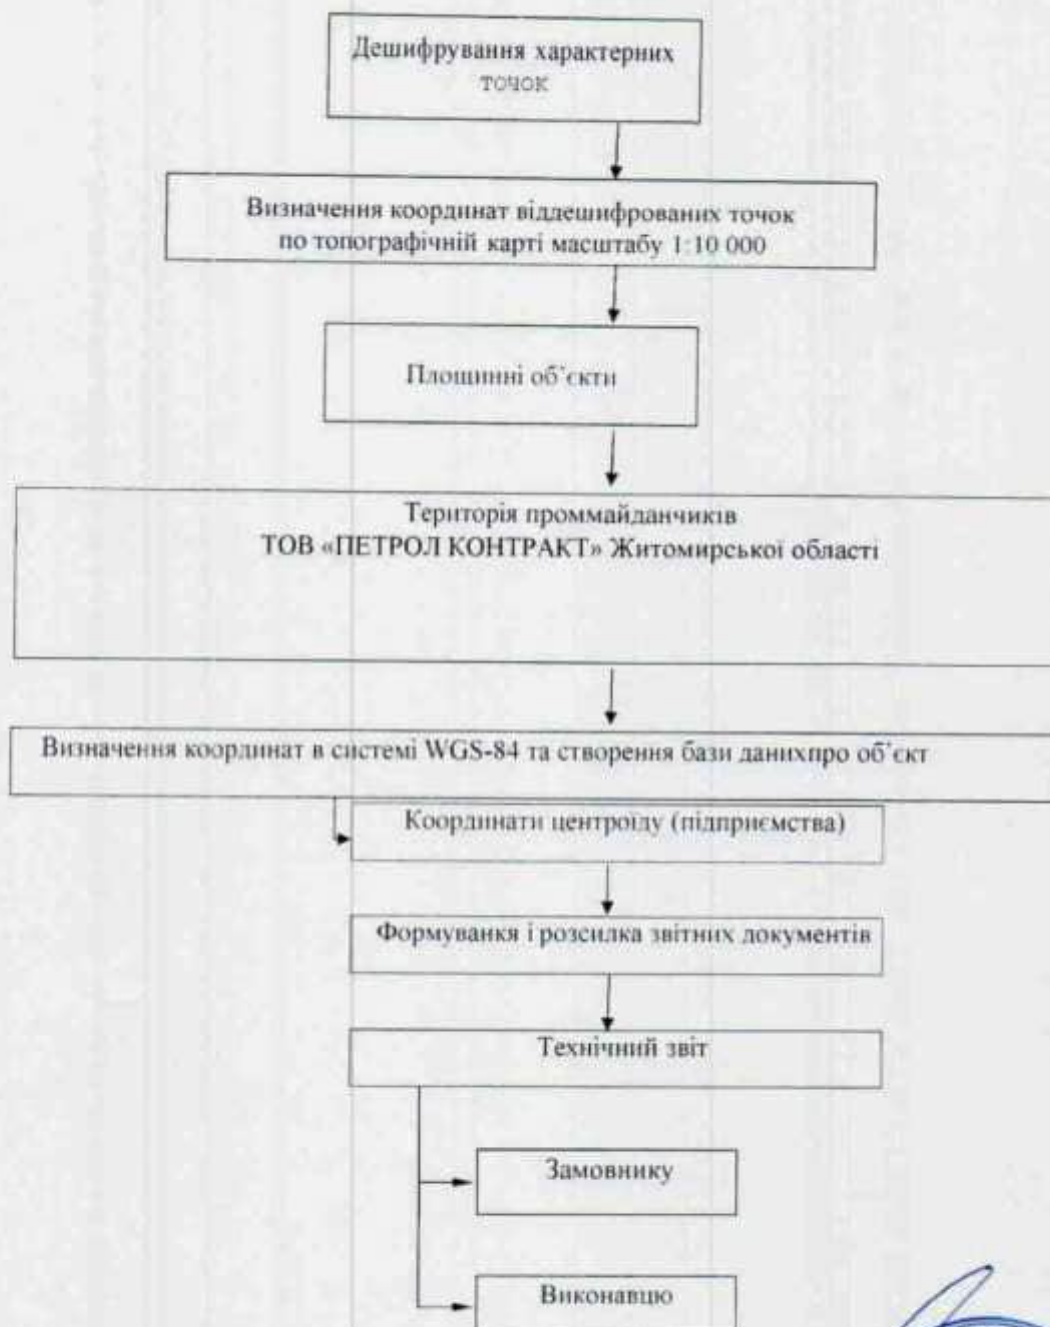 Дешифрування характерних
точок
Визначення координат віддешифрованих точок
по топографічній карті масштабу 1:10 000
Площинні об'єкти
Територія проммайданчиків
ТОВ «ПЕТРОЛ КОНТРАКТ» Житомирської області
Визначення координат в системі WGS-84 та створення бази данихпро об'єкт
Координати центроїду (підприємства)
Формування і розсилка звітних документів
Технічний звіт
Замовнику
Виконавцю